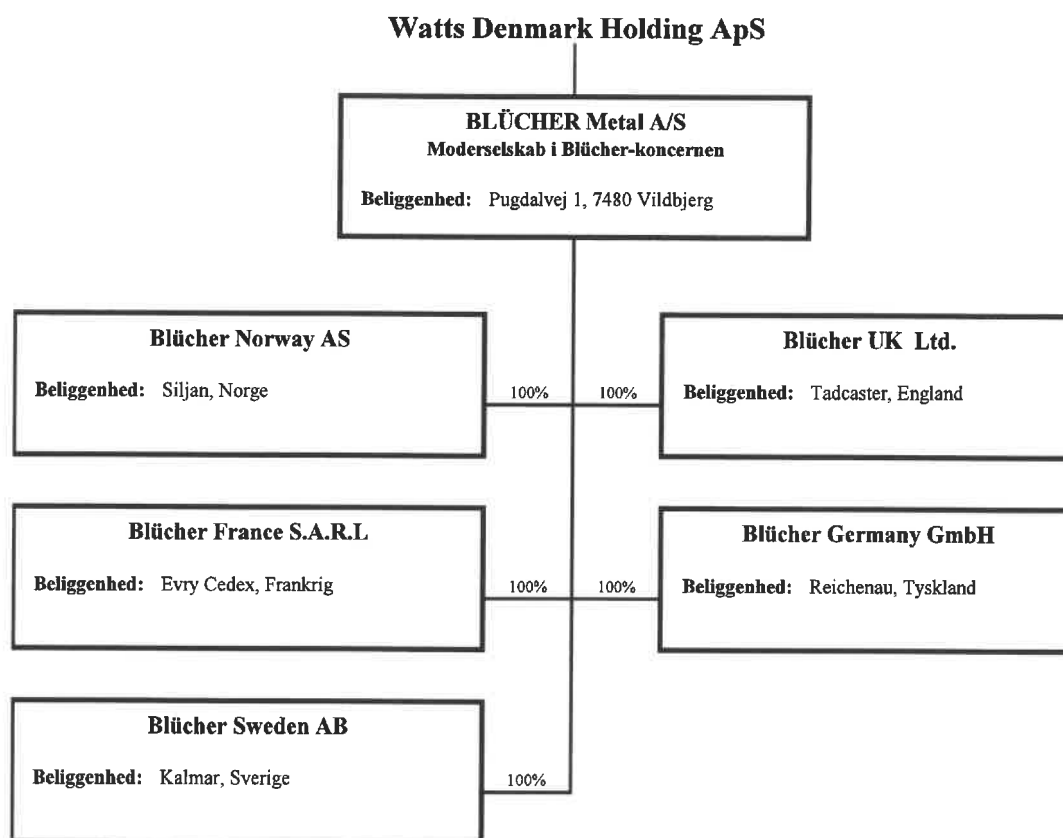 Watts Denmark Holding ApS
BLÜCHER Metal A/S
Moderselskab i Blücher-koncernen
Beliggenhed: Pugdalvej 1, 7480 Vildbjerg
Blücher Norway AS
Beliggenhed: Siljan, Norge
100%
100%
Blücher UK Ltd.
Beliggenhed: Tadcaster, England
Blücher France S.A.R.L
Beliggenhed: Evry Cedex, Frankrig
100%
100%
Blücher Germany GmbH
Beliggenhed: Reichenau, Tyskland
Blücher Sweden AB
Beliggenhed: Kalmar, Sverige
100%